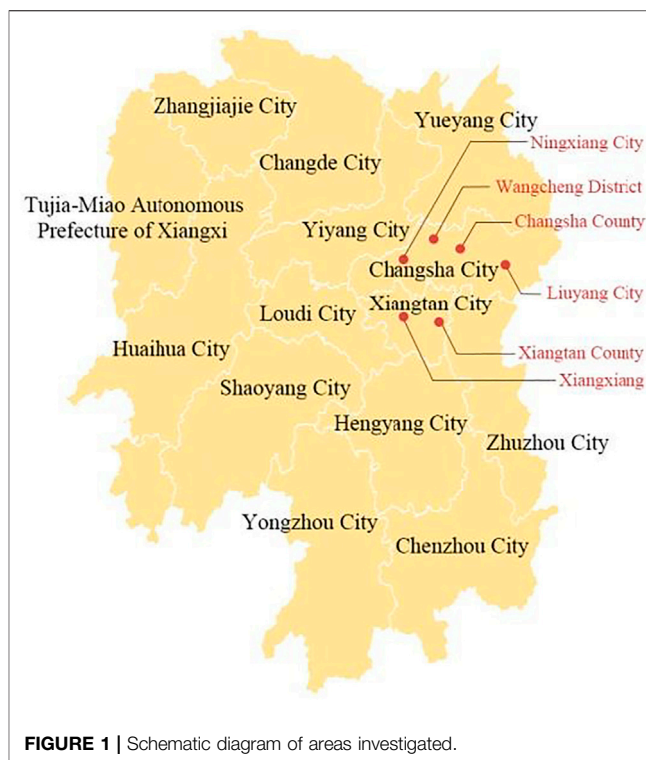 Zhangjiajie City
Yueyang City
Ningxiang City
Changde City
Wangcheng District
Tujia-Miao Autonomous
Prefecture of Xiangxi
Changsha County
Yiyang City
Changsha City
Liuyang City
Xiangtan City
Loudi City
Huaihua City
Xiangtan County
Xiangxiang
Shaoyang City
Hengyang City
Zhuzhou City
Yongzhou City
Chenzhou City
FIGURE 1 | Schematic diagram of areas investigated.